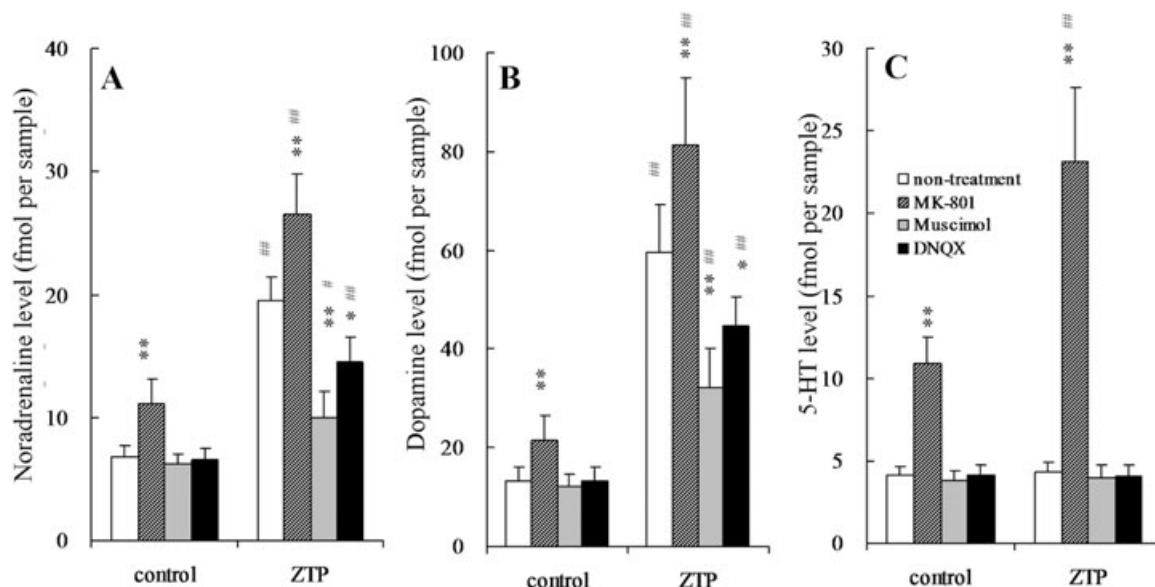 A
Noradrenaline level (fmol per sample)
40
30
20
10
0
**
##
** ##
** #
* ##
control ZTP
B
Dopamine level (fmol per sample)
100
80
60
40
20
0
**
##
** ##
** ##
* ##
control ZTP
C
5-HT level (fmol per sample)
30
25
20
15
10
5
0
**
** ##
non-treatment
MK-801
Muscimol
DNQX
control ZTP